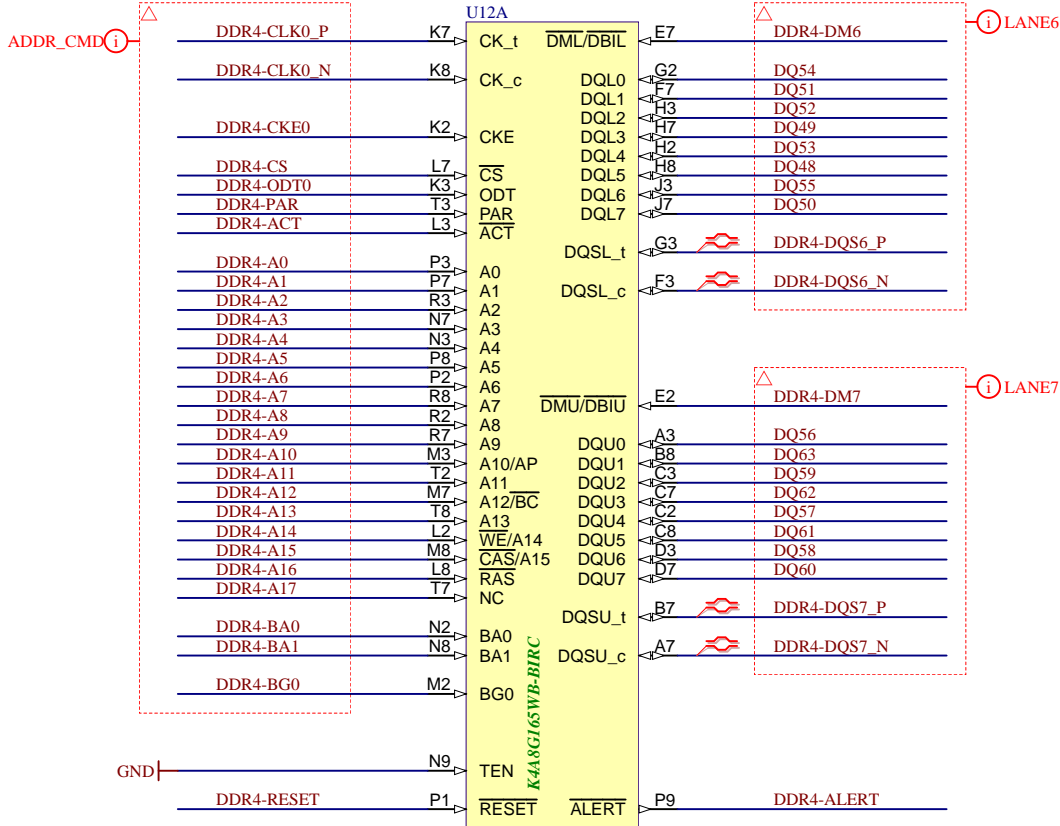 U12A
ADDR_CMD i
DDR4-CLK0_P K7 CK_t
DDR4-CLK0_N K8 CK_c
DDR4-CKE0 K2 CKE
DDR4-CS L7 CS
DDR4-ODT0 K3 ODT
DDR4-PAR T3 PAR
DDR4-ACT L3 ACT
DDR4-A0 P3 A0
DDR4-A1 P7 A1
DDR4-A2 R3 A2
DDR4-A3 N7 A3
DDR4-A4 N3 A4
DDR4-A5 P8 A5
DDR4-A6 P2 A6
DDR4-A7 R8 A7
DDR4-A8 R2 A8
DDR4-A9 R7 A9
DDR4-A10 M3 A10/AP
DDR4-A11 T2 A11
DDR4-A12 M7 A12/BC
DDR4-A13 T8 A13
DDR4-A14 L2 WE/A14
DDR4-A15 M8 CAS/A15
DDR4-A16 L8 RAS
DDR4-A17 T7 NC
DDR4-BA0 N2 BA0
DDR4-BA1 N8 BA1
DDR4-BG0 M2 BG0
GND N9 TEN
DDR4-RESET P1 RESET
K4A8G165WB-BIRC
i LANE6
DML/DBIL E7 DDR4-DM6
DQL0 G2 DQ54
DQL1 F7 DQ51
DQL2 H3 DQ52
DQL3 H7 DQ49
DQL4 H2 DQ53
DQL5 H8 DQ48
DQL6 J3 DQ55
DQL7 J7 DQ50
DQSL_t G3 DDR4-DQS6_P
DQSL_c F3 DDR4-DQS6_N
i LANE7
DMU/DBIU E2 DDR4-DM7
DQU0 A3 DQ56
DQU1 B8 DQ63
DQU2 C3 DQ59
DQU3 C7 DQ62
DQU4 C2 DQ57
DQU5 C8 DQ61
DQU6 D3 DQ58
DQU7 D7 DQ60
DQSU_t B7 DDR4-DQS7_P
DQSU_c A7 DDR4-DQS7_N
ALERT P9 DDR4-ALERT